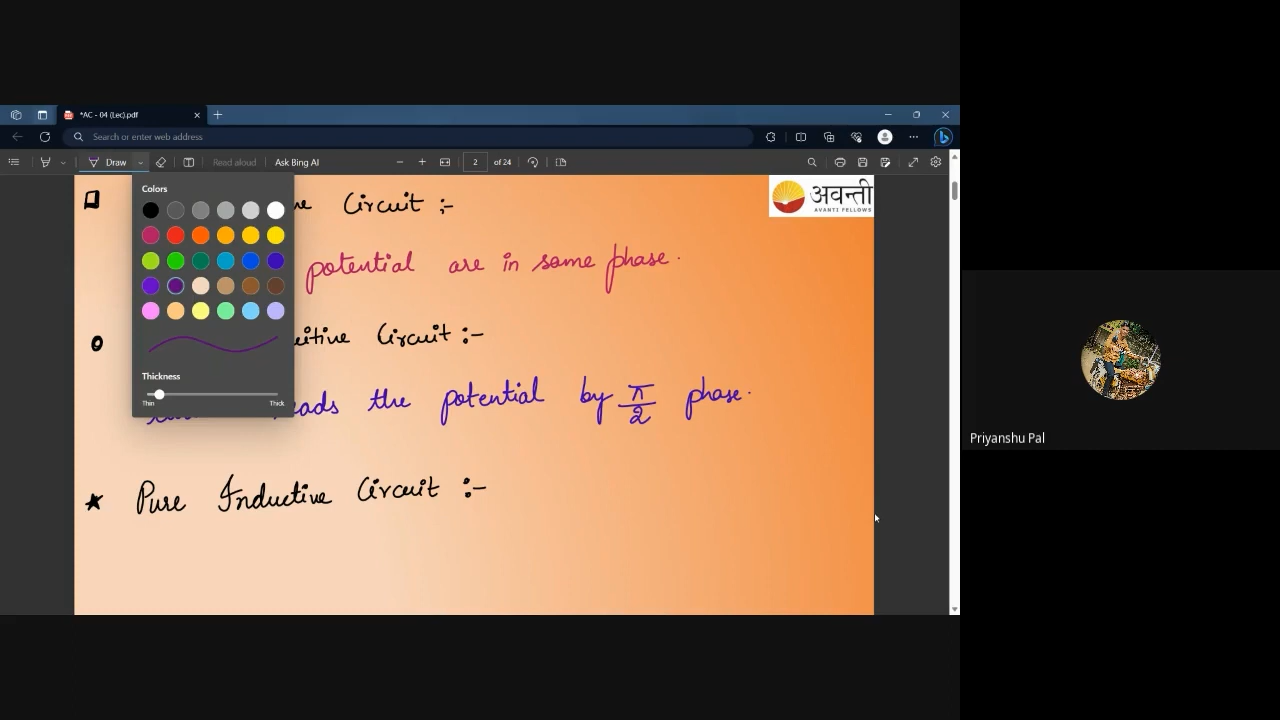 *AC - 04 (Lec).pdf
Search or enter web address
Draw
Read aloud
Ask Bing AI
2
of 24
Colors
Circuit :-
अवन्ती
AVANTI FELLOWS
potential are in same phase.
Circuit :-
Thickness
Thin
Thick
the potential by π/2 phase.
★ Pure Inductive Circuit :-
Priyanshu Pal